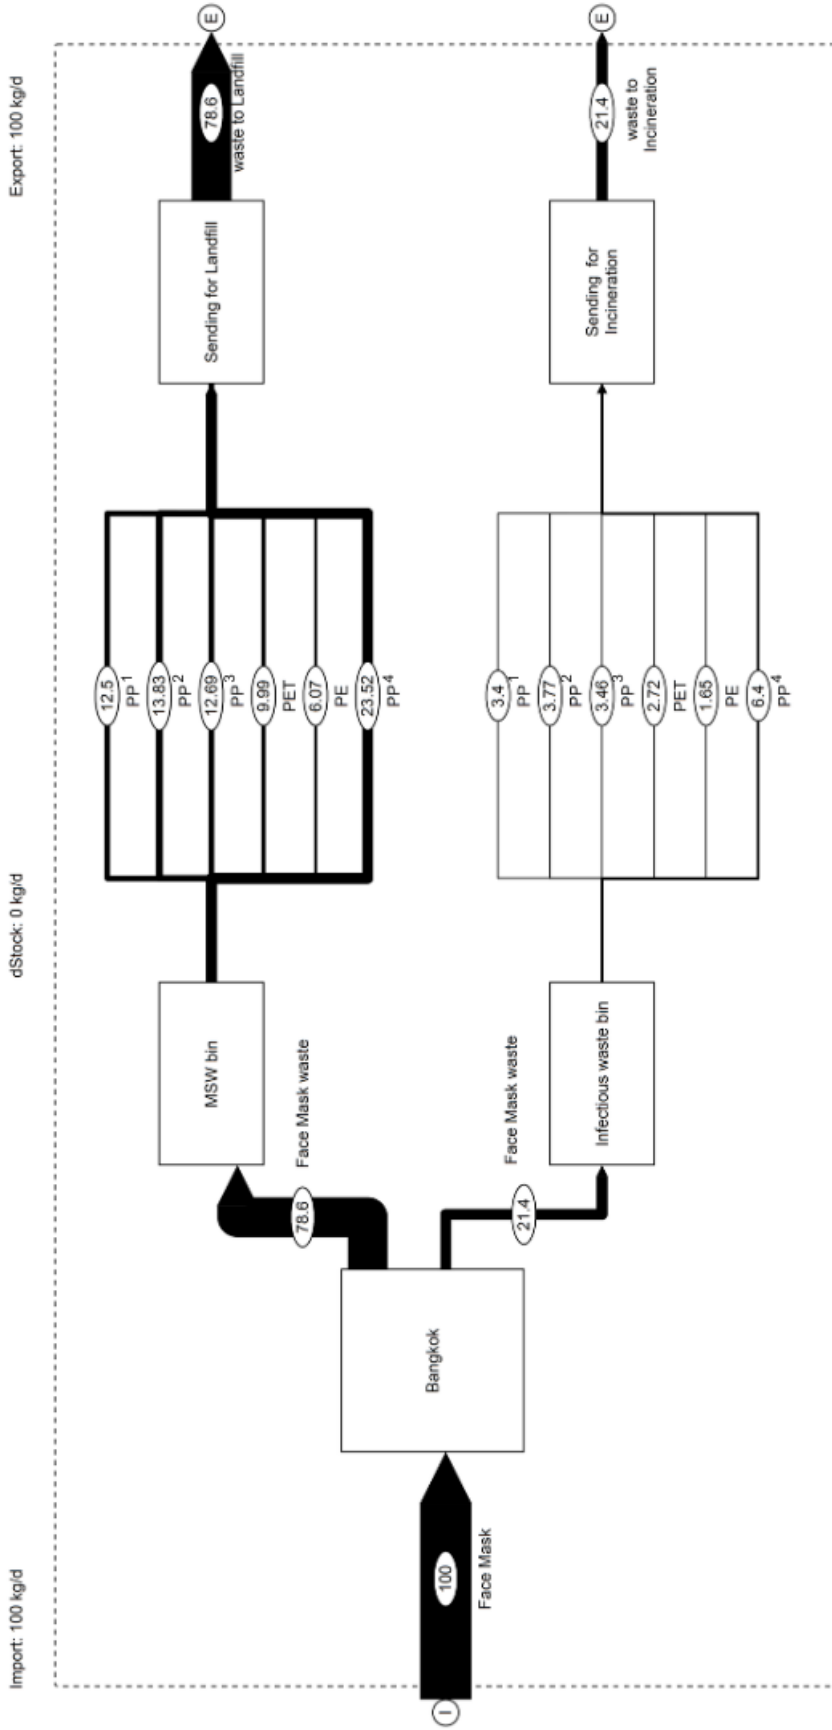 Import: 100 kg/d
dStock: 0 kg/d
Export: 100 kg/d
I
100
Face Mask
Bangkok
78.6
Face Mask waste
MSW bin
12.5
PP1
13.83
PP2
12.69
PP3
9.99
PET
6.07
PE
23.52
PP4
Sending for Landfill
78.6
waste to Landfill
E
21.4
Face Mask waste
Infectious waste bin
3.4
PP1
3.77
PP2
3.46
PP3
2.72
PET
1.65
PE
6.4
PP4
Sending for
Incineration
21.4
waste to
Incineration
E